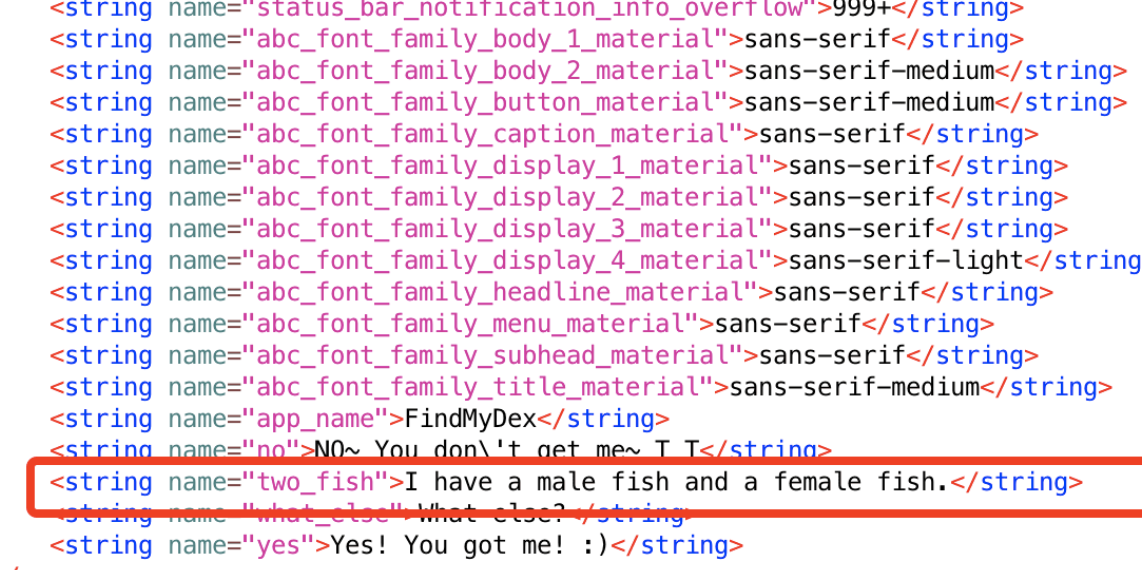 <string name="status_bar_notification_info_overflow">999+</string>
<string name="abc_font_family_body_1_material">sans-serif</string>
<string name="abc_font_family_body_2_material">sans-serif-medium</string>
<string name="abc_font_family_button_material">sans-serif-medium</string>
<string name="abc_font_family_caption_material">sans-serif</string>
<string name="abc_font_family_display_1_material">sans-serif</string>
<string name="abc_font_family_display_2_material">sans-serif</string>
<string name="abc_font_family_display_3_material">sans-serif</string>
<string name="abc_font_family_display_4_material">sans-serif-light</string
<string name="abc_font_family_headline_material">sans-serif</string>
<string name="abc_font_family_menu_material">sans-serif</string>
<string name="abc_font_family_subhead_material">sans-serif</string>
<string name="abc_font_family_title_material">sans-serif-medium</string>
<string name="app_name">FindMyDex</string>
<string name="no">NO~ You don\'t get me~ T_T</string>
<string name="two_fish">I have a male fish and a female fish.</string>
<string name="what_else">What else?</string>
<string name="yes">Yes! You got me! :)</string>